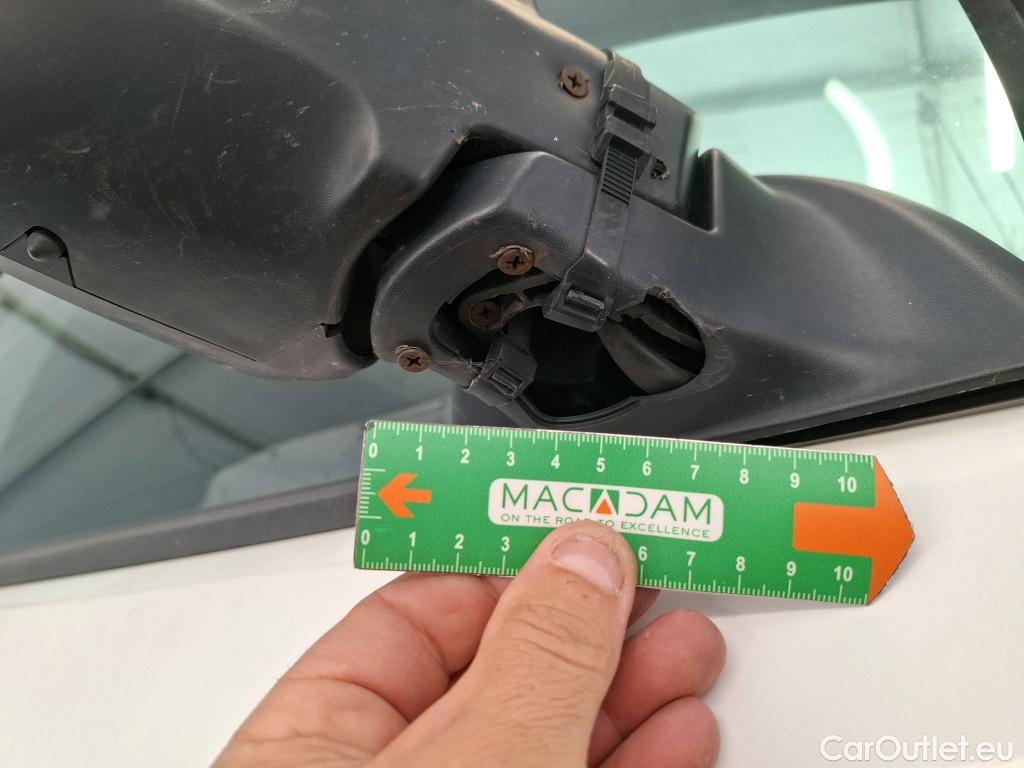 0 1 2 3 4 5 6 7 8 9 10
MACADAM
ON THE ROAD TO EXCELLENCE
0 1 2 3 6 7 8 9 10
CarOutlet.eu